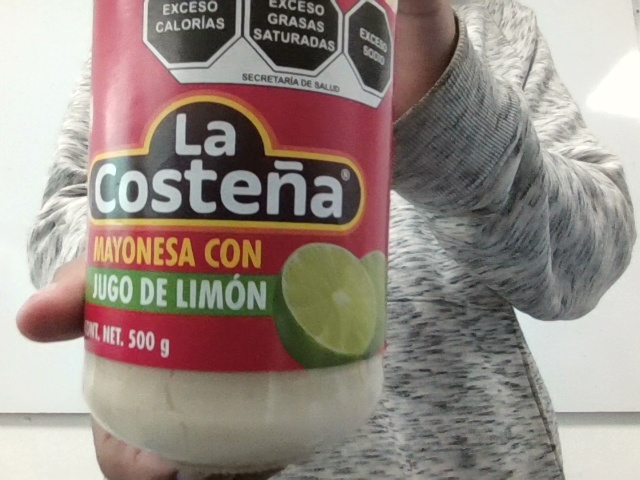 EXCESO
CALORÍAS
EXCESO
GRASAS
SATURADAS
EXCESO
SODIO
SECRETARÍA DE SALUD
La
Costeña®
MAYONESA CON
JUGO DE LIMÓN
CONT. NET. 500 g